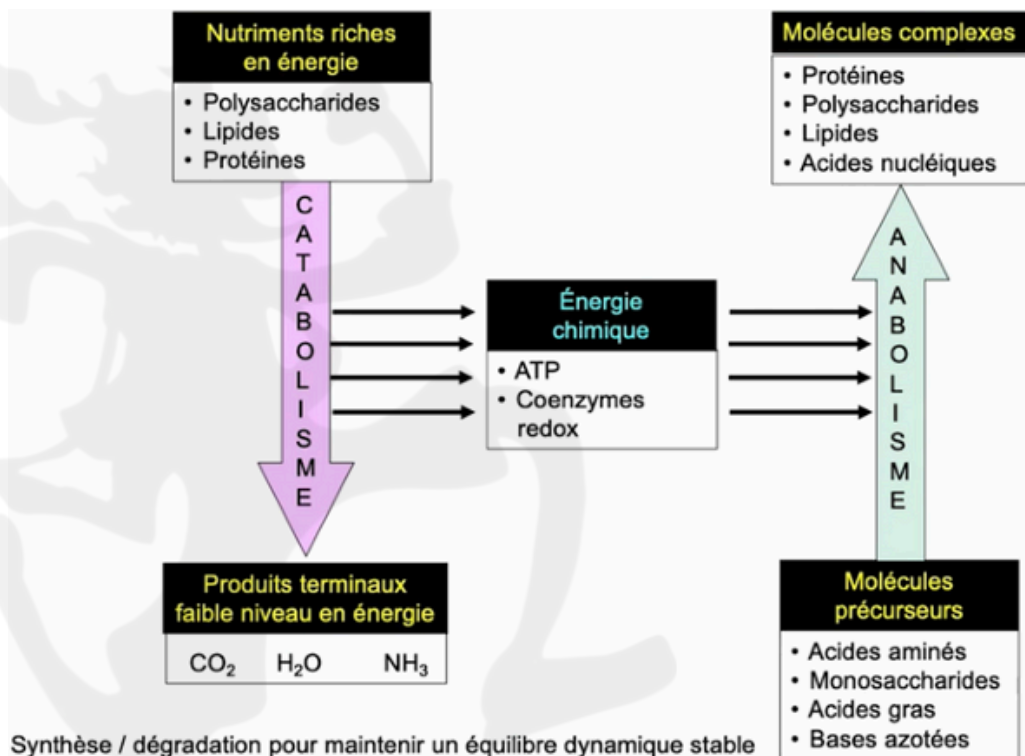 Nutriments riches
en énergie
• Polysaccharides
• Lipides
• Protéines
CATABOLISME
Produits terminaux
faible niveau en énergie
CO₂ H₂O NH₃
Énergie
chimique
• ATP
• Coenzymes
redox
Molécules complexes
• Protéines
• Polysaccharides
• Lipides
• Acides nucléiques
ANABOLISME
Molécules
précurseurs
• Acides aminés
• Monosaccharides
• Acides gras
• Bases azotées
Synthèse / dégradation pour maintenir un équilibre dynamique stable